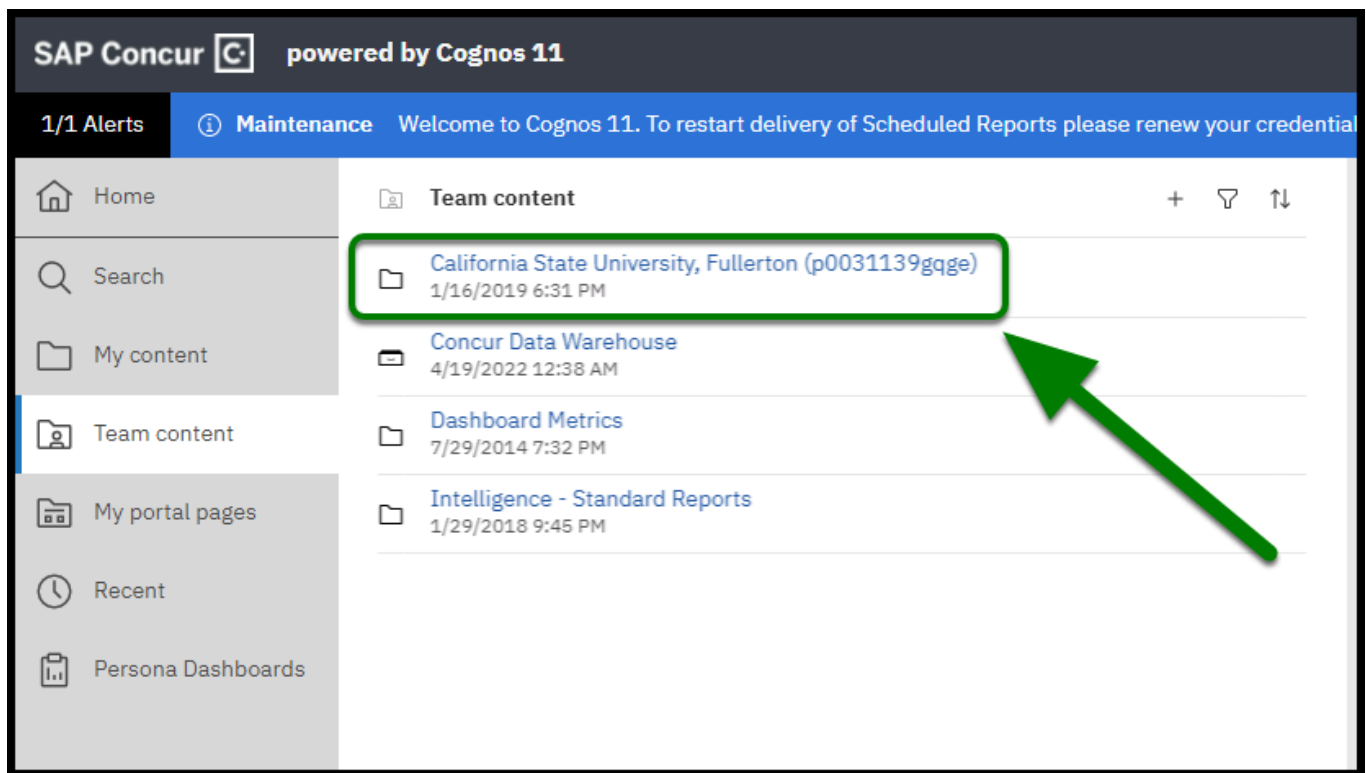 SAP Concur C powered by Cognos 11
1/1 Alerts Maintenance Welcome to Cognos 11. To restart delivery of Scheduled Reports please renew your credential
Home
Search
My content
Team content
My portal pages
Recent
Persona Dashboards
Team content
California State University, Fullerton (p0031139gqge)
1/16/2019 6:31 PM
Concur Data Warehouse
4/19/2022 12:38 AM
Dashboard Metrics
7/29/2014 7:32 PM
Intelligence - Standard Reports
1/29/2018 9:45 PM